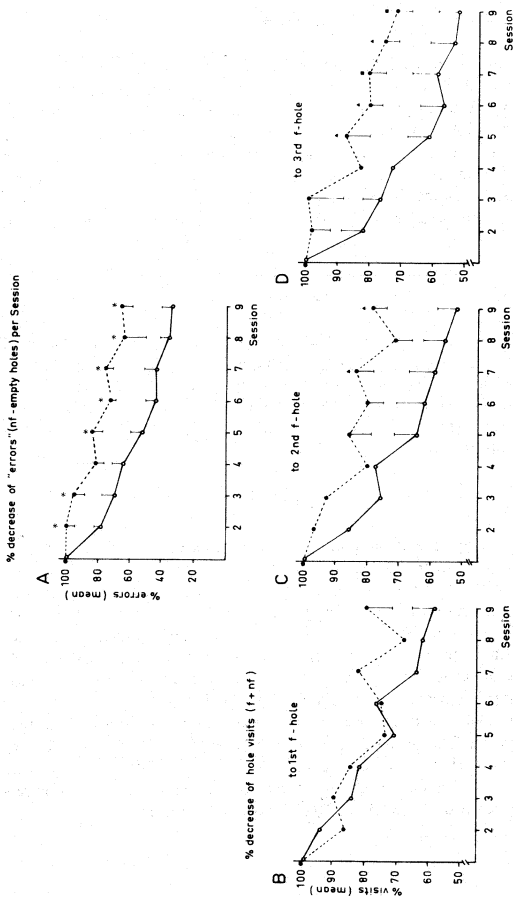 % decrease of "errors" (nf-empty holes) per Session
A
% errors (mean)
100
80
60
40
20
* * * * * * *
2 3 4 5 6 7 8 9
Session
% decrease of hole visits (f+nf)
B
to 1st f-hole
% visits (mean)
100
90
80
70
60
50
2 3 4 5 6 7 8 9
Session
C
to 2nd f-hole
100
90
80
70
60
50
2 3 4 5 6 7 8 9
Session
D
to 3rd f-hole
100
90
80
70
60
50
2 3 4 5 6 7 8 9
Session